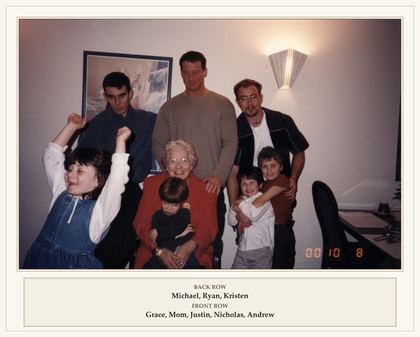 00 10 8
BACK ROW
Michael, Ryan, Kristen
FRONT ROW
Grace, Mom, Justin, Nicholas, Andrew